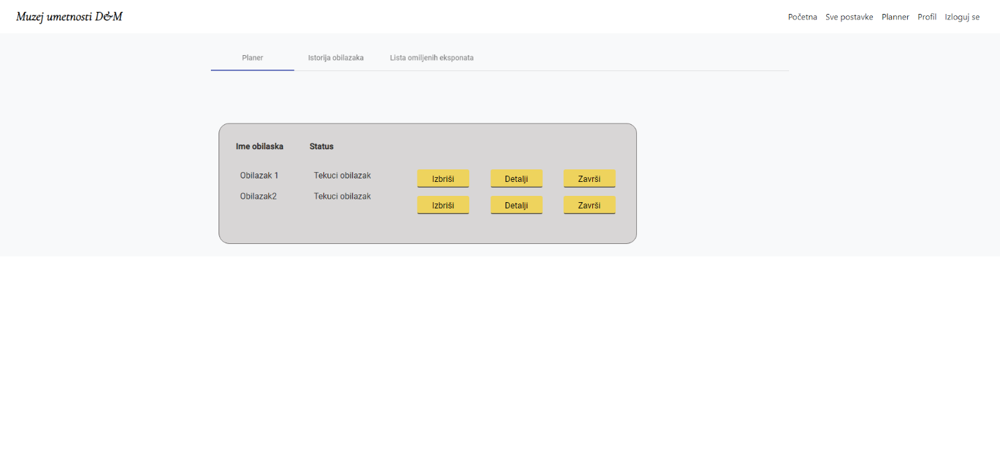 Muzej umetnosti D&M
Početna Sve postavke Planner Profil Izloguj se
Planer Istorija obilazaka Lista omiljenih eksponata
Ime obilaska Status
Obilazak 1 Tekuci obilazak Izbriši Detalji Završi
Obilazak2 Tekuci obilazak Izbriši Detalji Završi